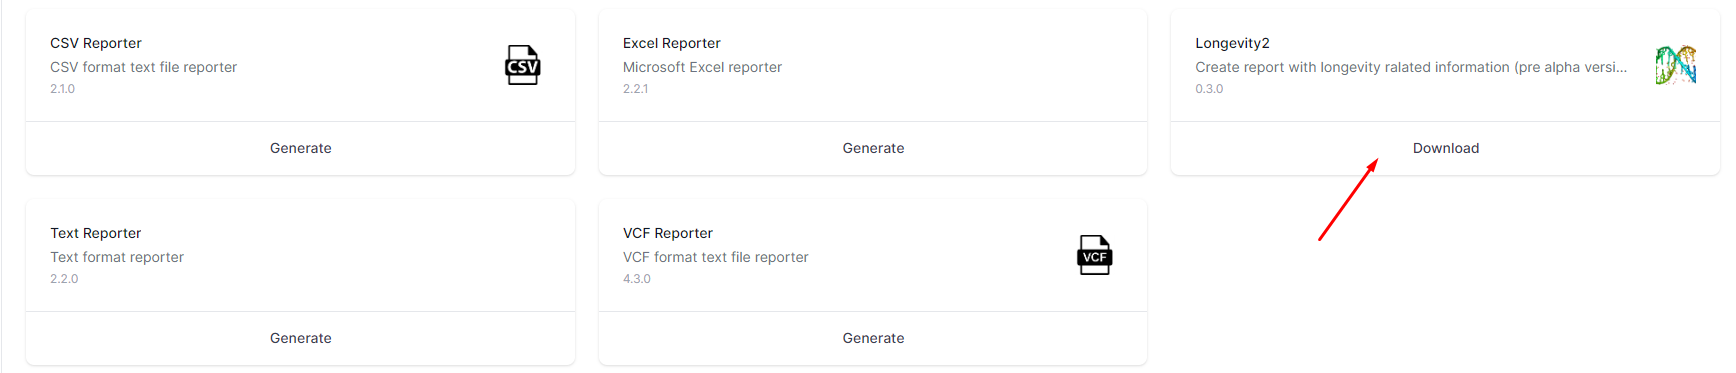 CSV Reporter
CSV format text file reporter
2.1.0
CSV
Generate
Excel Reporter
Microsoft Excel reporter
2.2.1
Generate
Longevity2
Create report with longevity ralated information (pre alpha versi...
0.3.0
Download
Text Reporter
Text format reporter
2.2.0
Generate
VCF Reporter
VCF format text file reporter
4.3.0
VCF
Generate